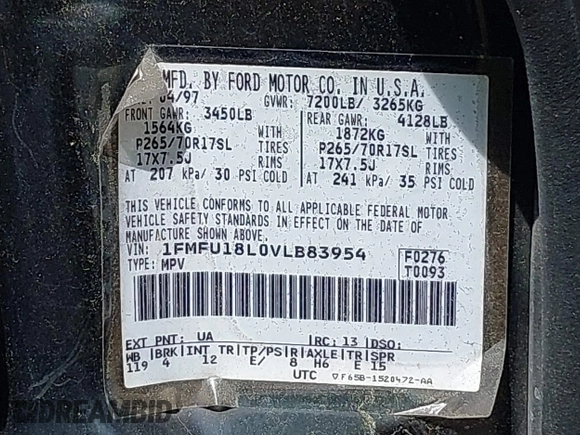 MFD. BY FORD MOTOR CO. IN U.S.A.
04/97 GVWR: 7200LB/ 3265KG
FRONT GAWR: 3450LB REAR GAWR: 4128LB
1564KG WITH 1872KG WITH
P265/70R17SL TIRES P265/70R17SL TIRES
17X7.5J RIMS 17X7.5J RIMS
AT 207 kPa/ 30 PSI COLD AT 241 kPa/ 35 PSI COLD
THIS VEHICLE CONFORMS TO ALL APPLICABLE FEDERAL MOTOR
VEHICLE SAFETY STANDARDS IN EFFECT ON THE DATE OF
MANUFACTURE SHOWN ABOVE.
VIN: 1FMFU18L0VLB83954 F0276
TYPE: MPV T0093
EXT PNT: UA RC: 13 DSO:
WB BRK INT TR TP/PS R AXLE TR SPR
119 4 12 E/ 8 H6 E 15
UTC F65B-1520472-AA
DREAMBID